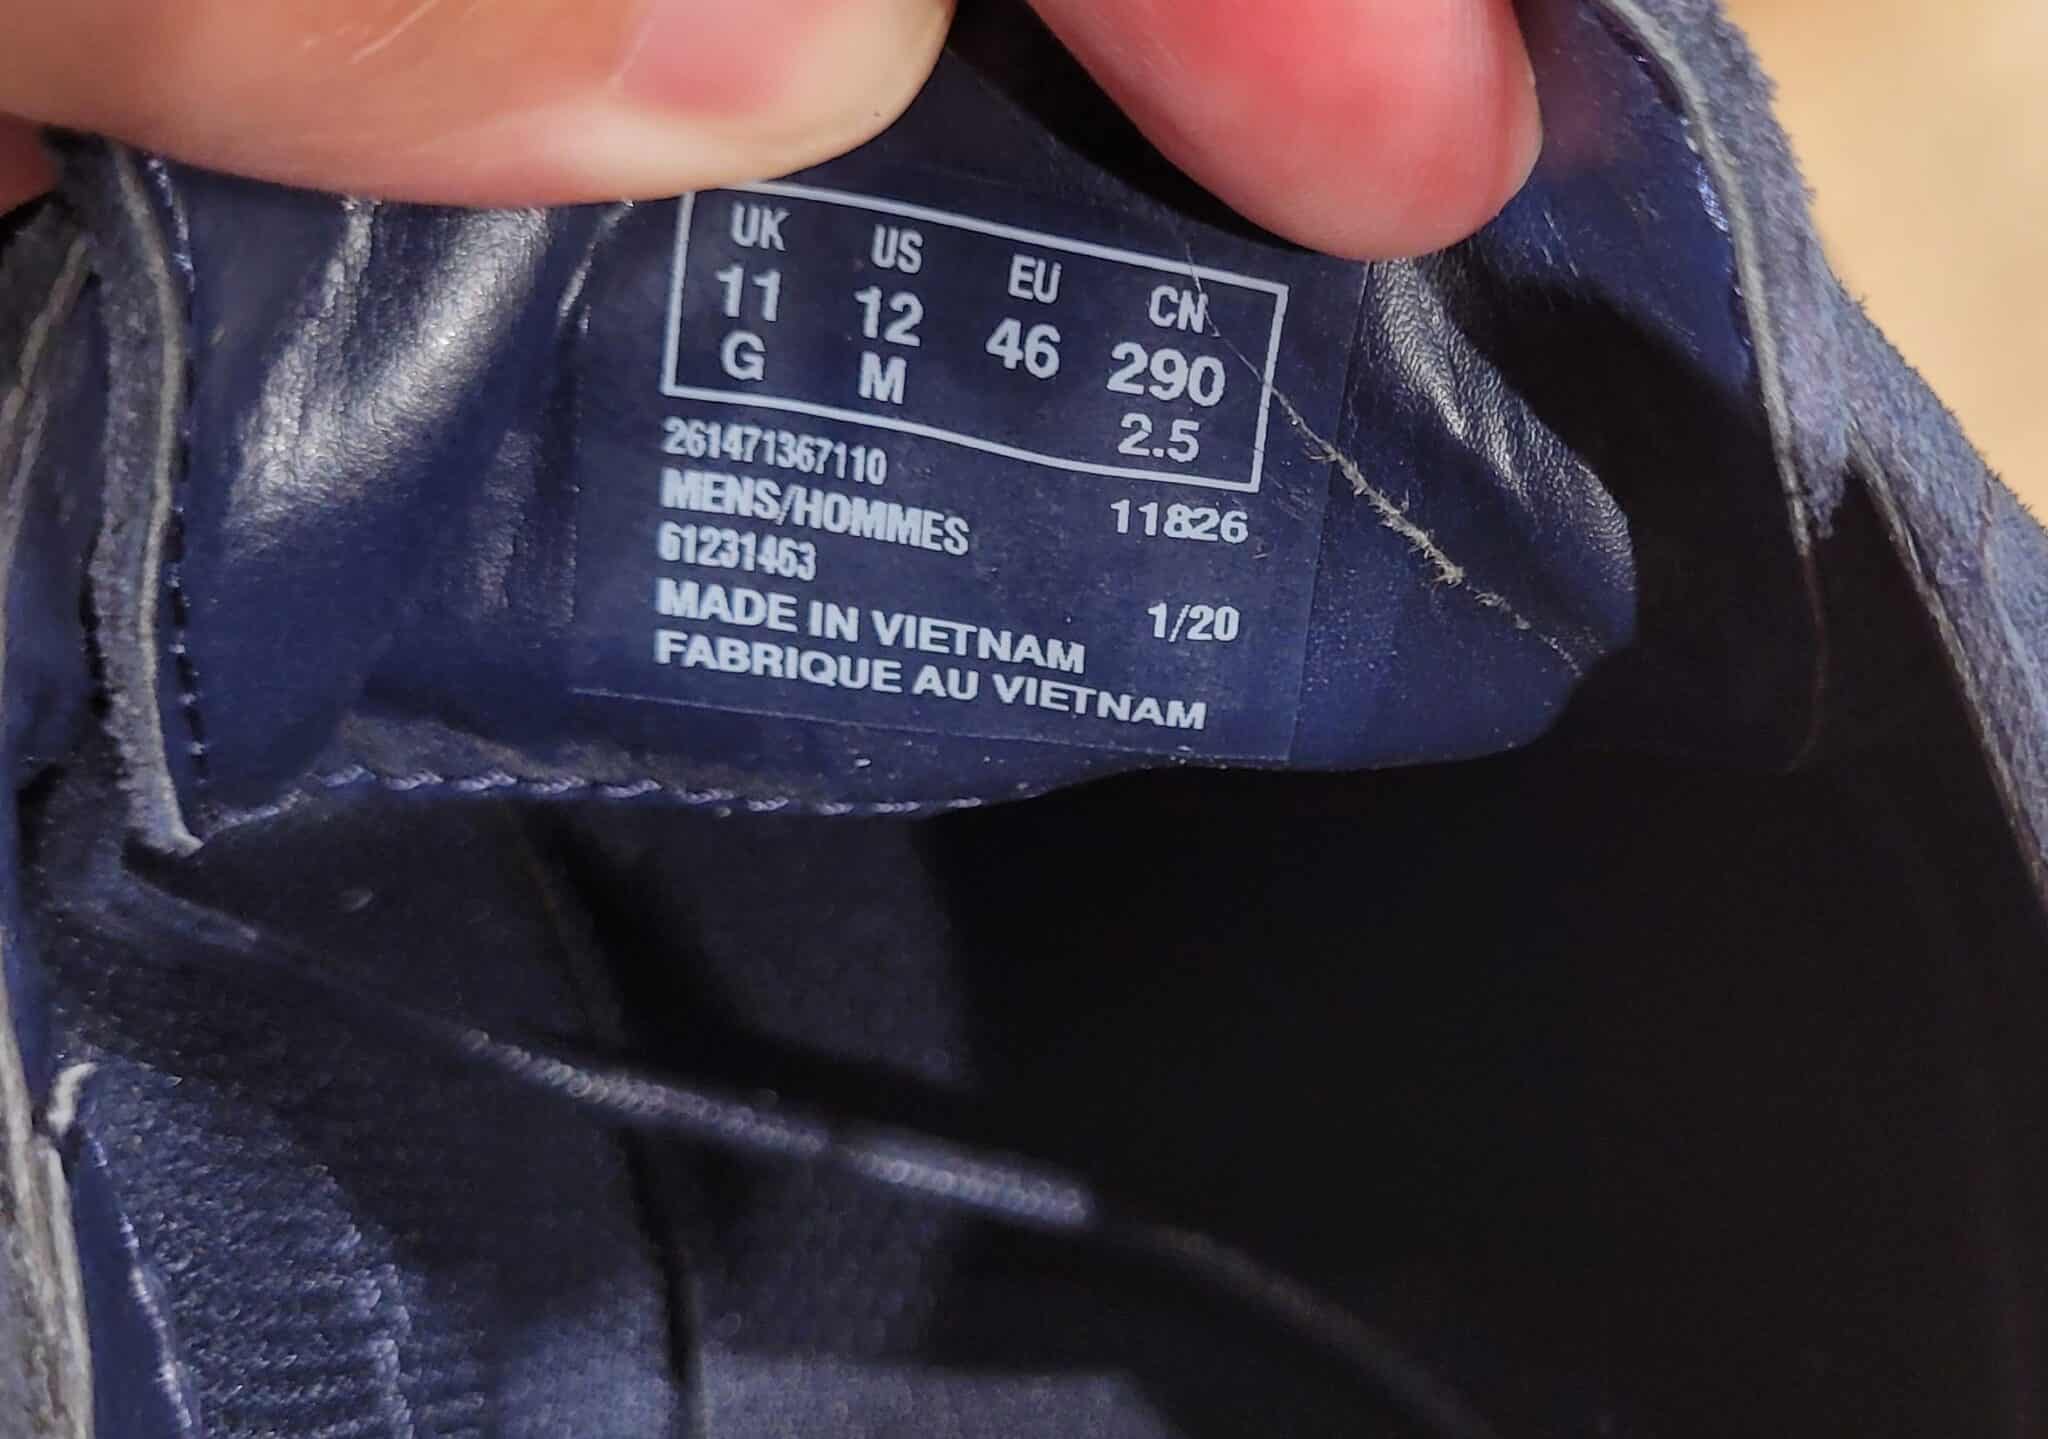 UK US EU CN
11 12 46 290
G M 2.5
261471367110
MENS/HOMMES 11826
61231463
MADE IN VIETNAM 1/20
FABRIQUE AU VIETNAM